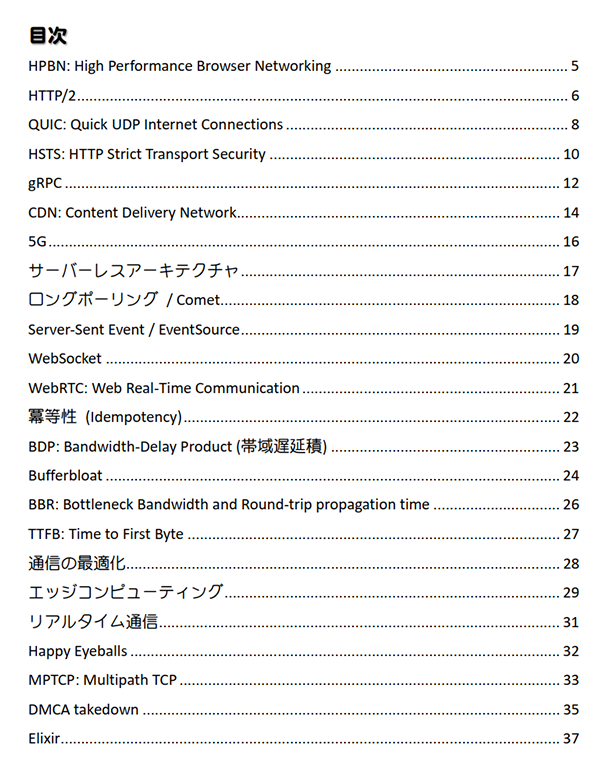 目次
HPBN: High Performance Browser Networking ........................................................ 5
HTTP/2.................................................................................................................... 6
QUIC: Quick UDP Internet Connections ................................................................... 8
HSTS: HTTP Strict Transport Security ..................................................................... 10
gRPC ...................................................................................................................... 12
CDN: Content Delivery Network............................................................................. 14
5G.......................................................................................................................... 16
サーバーレスアーキテクチャ............................................................................ 17
ロングポーリング / Comet................................................................................. 18
Server-Sent Event / EventSource............................................................................ 19
WebSocket ............................................................................................................ 20
WebRTC: Web Real-Time Communication .............................................................. 21
冪等性 (Idempotency)........................................................................................... 22
BDP: Bandwidth-Delay Product (帯域遅延積) ....................................................... 23
Bufferbloat ............................................................................................................ 24
BBR: Bottleneck Bandwidth and Round-trip propagation time ............................... 26
TTFB: Time to First Byte ......................................................................................... 27
通信の最適化........................................................................................................ 28
エッジコンピューティング................................................................................. 29
リアルタイム通信................................................................................................ 31
Happy Eyeballs ...................................................................................................... 32
MPTCP: Multipath TCP ........................................................................................... 33
DMCA takedown .................................................................................................... 35
Elixir....................................................................................................................... 37